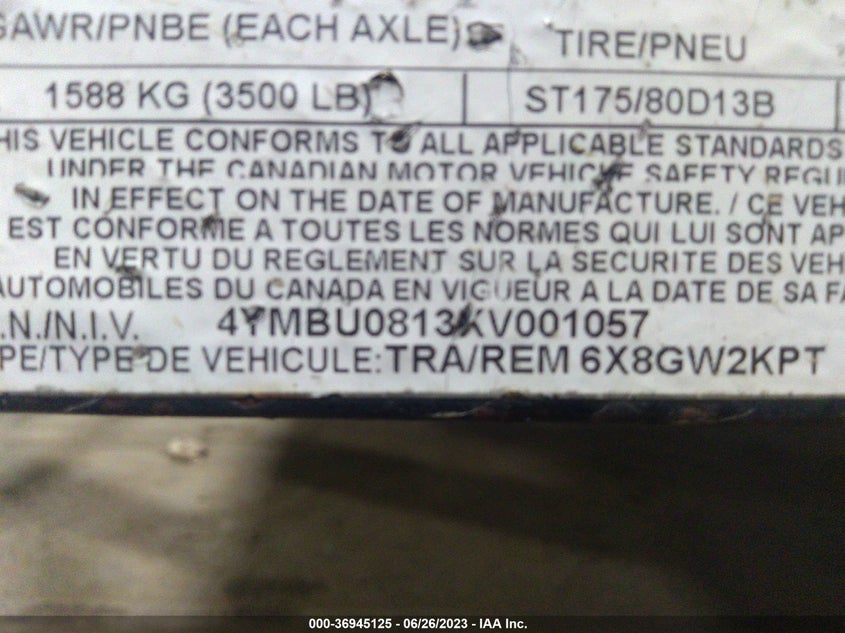 GAWR/PNBE (EACH AXLE)
TIRE/PNEU
1588 KG (3500 LB)
ST175/80D13B
HIS VEHICLE CONFORMS TO ALL APPLICABLE STANDARDS
UNDER THE CANADIAN MOTOR VEHICLE SAFETY REGU
IN EFFECT ON THE DATE OF MANUFACTURE. / CE VEH
EST CONFORME A TOUTES LES NORMES QUI LUI SONT AP
EN VERTU DU REGLEMENT SUR LA SECURITE DES VEH
AUTOMOBILES DU CANADA EN VIGUEUR A LA DATE DE SA FA
.N./N.I.V. 4YMBU0813KV001057
PE/TYPE DE VEHICULE: TRA/REM 6X8GW2KPT
000-36945125 - 06/26/2023 - IAA Inc.